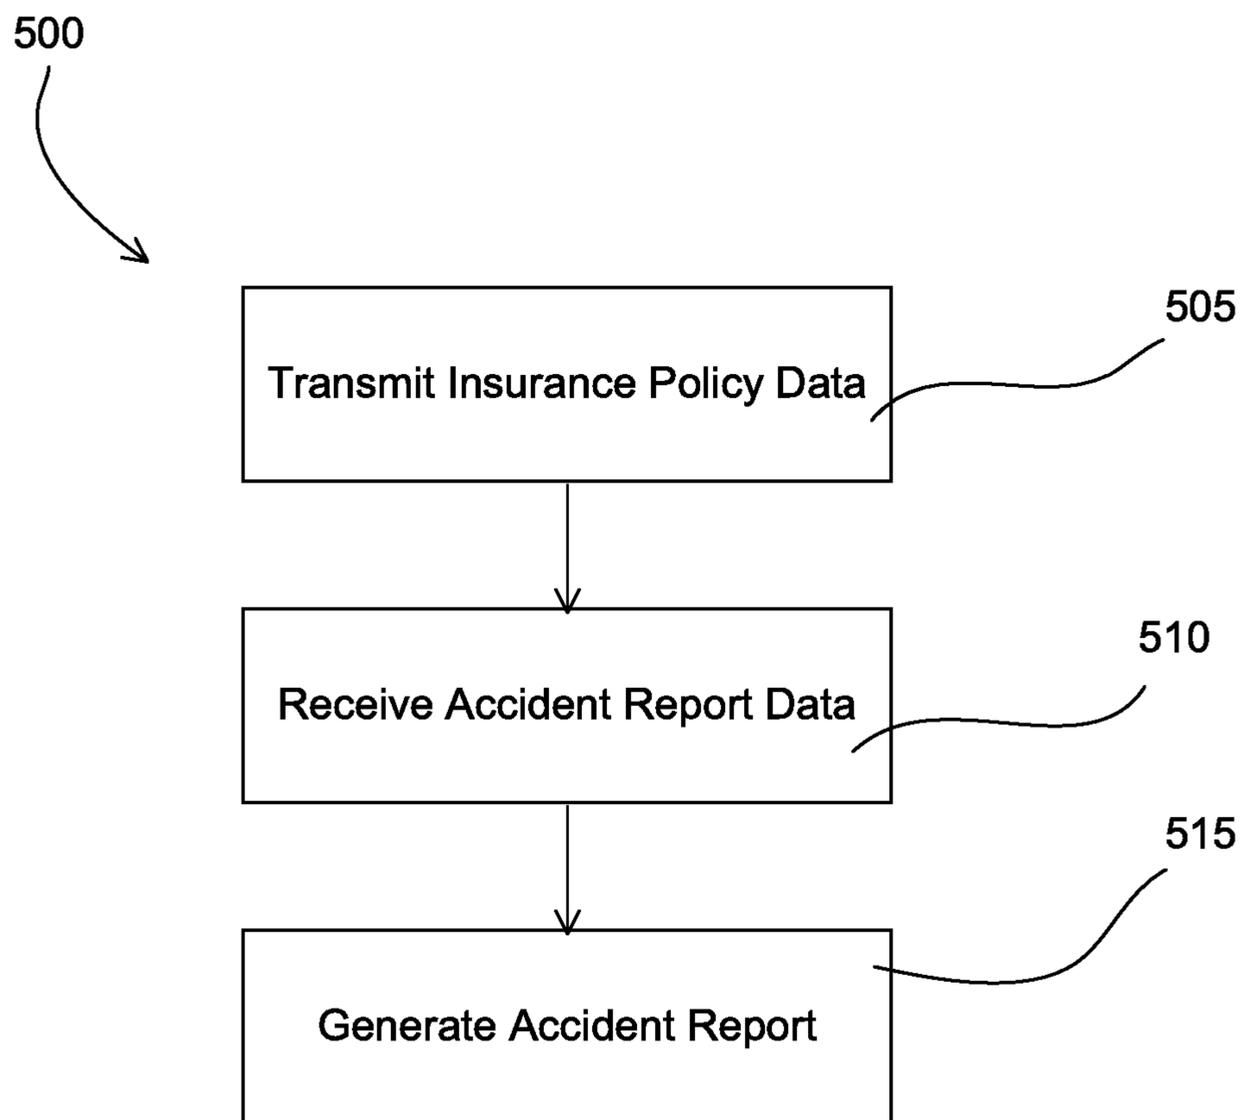 500
505
Transmit Insurance Policy Data
510
Receive Accident Report Data
515
Generate Accident Report